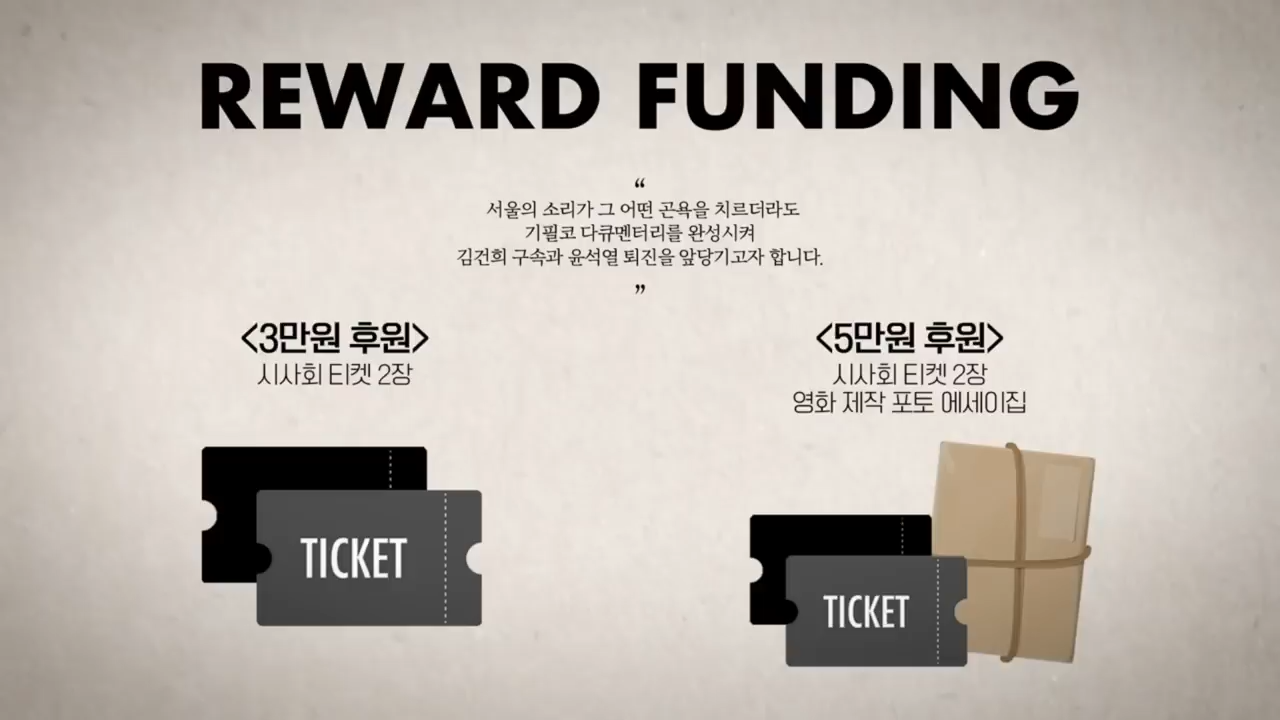 REWARD FUNDING
“
서울의 소리가 그 어떤 곤욕을 치르더라도
기필코 다큐멘터리를 완성시켜
김건희 구속과 윤석열 퇴진을 앞당기고자 합니다.
”
<3만원 후원>
시사회 티켓 2장
<5만원 후원>
시사회 티켓 2장
영화 제작 포토 에세이집
TICKET
TICKET